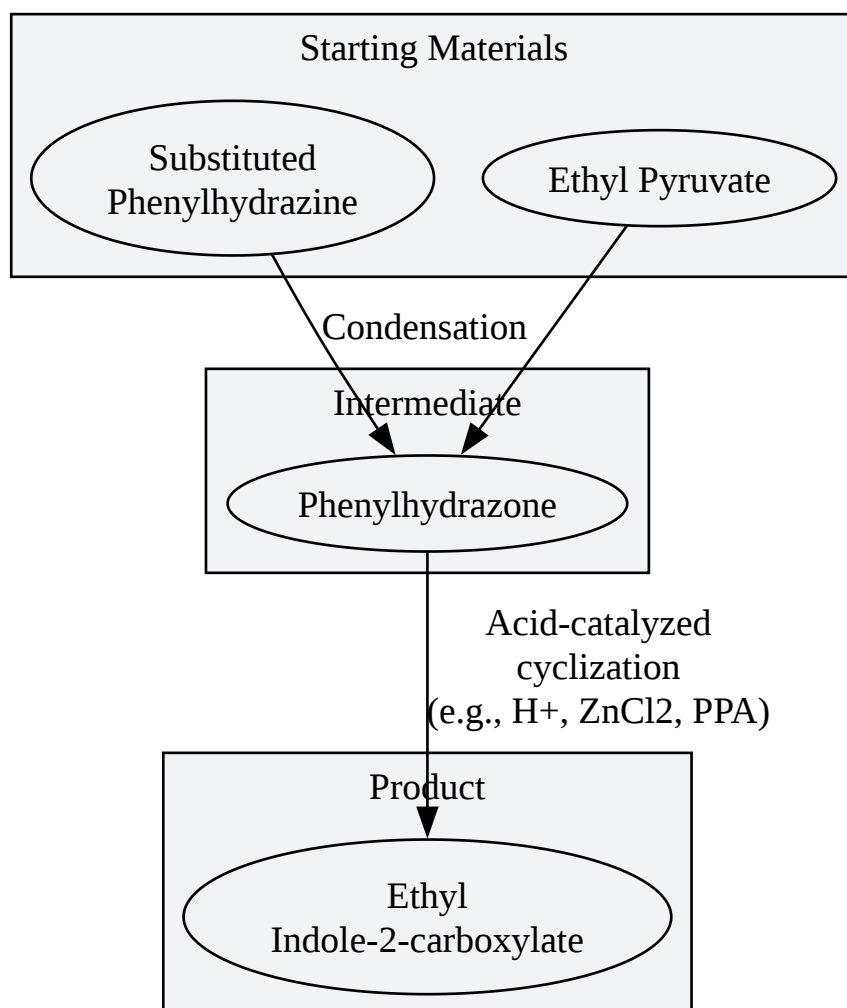 Starting Materials
Substituted
Phenylhydrazine
Ethyl Pyruvate
Condensation
Intermediate
Phenylhydrazone
Acid-catalyzed
cyclization
(e.g., H+, ZnCl2, PPA)
Product
Ethyl
Indole-2-carboxylate